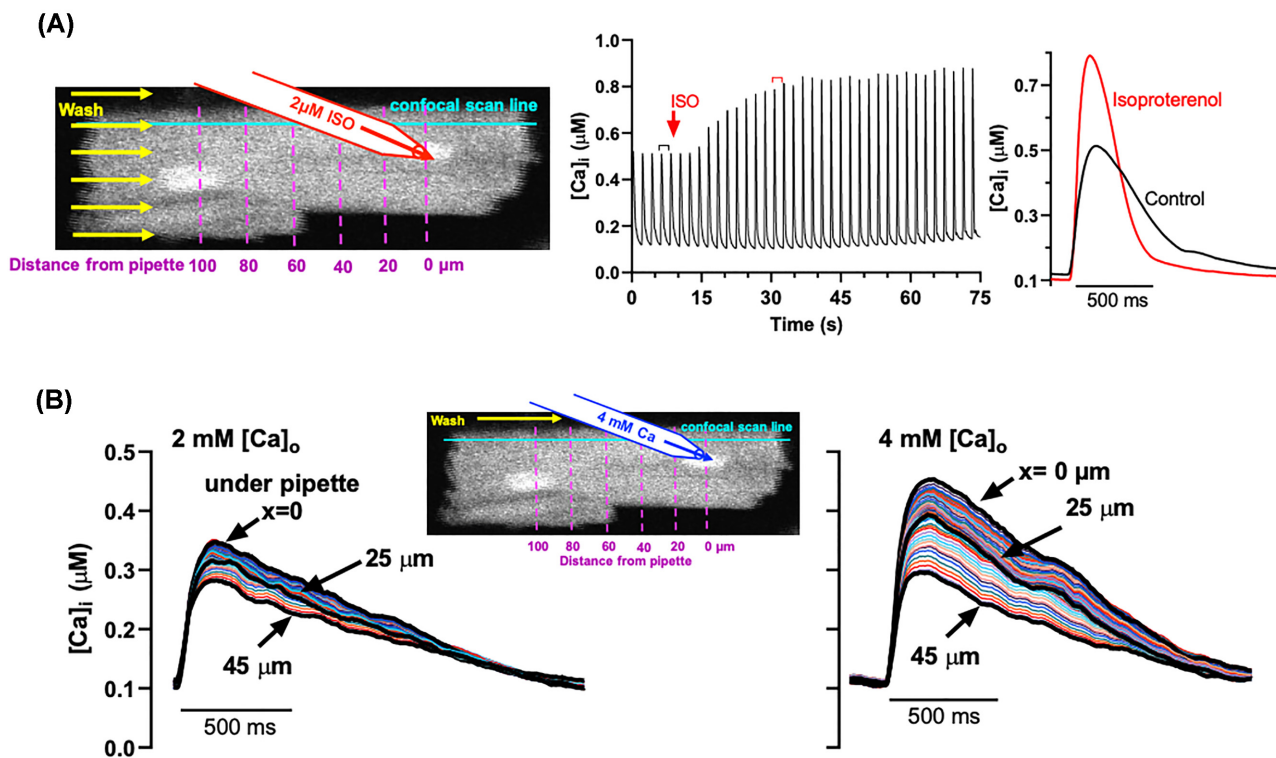 (A)
Wash
2µM ISO
confocal scan line
Distance from pipette 100 80 60 40 20 0 µm
[Ca]i (µM)
1.0
0.8
0.6
0.4
0.2
0.0
ISO
0 15 30 45 60 75
Time (s)
[Ca]i (µM)
0.7
0.5
0.3
0.1
Isoproterenol
Control
500 ms
(B)
2 mM [Ca]o
[Ca]i (µM)
0.5
0.4
0.3
0.2
0.1
0.0
under pipette
x=0
25 µm
45 µm
500 ms
Wash
4 mM Ca
confocal scan line
100 80 60 40 20 0 µm
Distance from pipette
4 mM [Ca]o
x= 0 µm
25 µm
45 µm
500 ms